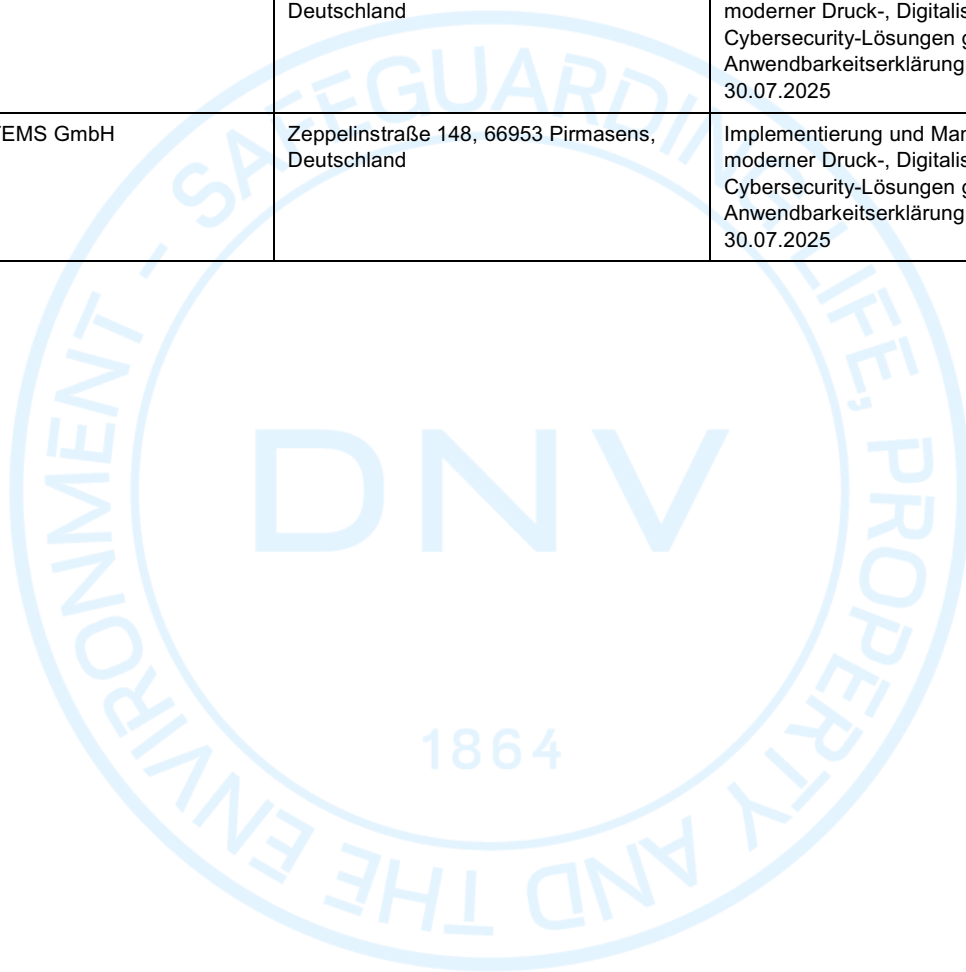 Deutschland
moderner Druck-, Digitalis
Cybersecurity-Lösungen g
Anwendbarkeitserklärung
30.07.2025
EMS GmbH
Zeppelinstraße 148, 66953 Pirmasens,
Deutschland
Implementierung und Mar
moderner Druck-, Digitalis
Cybersecurity-Lösungen g
Anwendbarkeitserklärung
30.07.2025
SAFEGUARDING LIFE, PROPERTY AND THE ENVIRONMENT -
DNV
1864